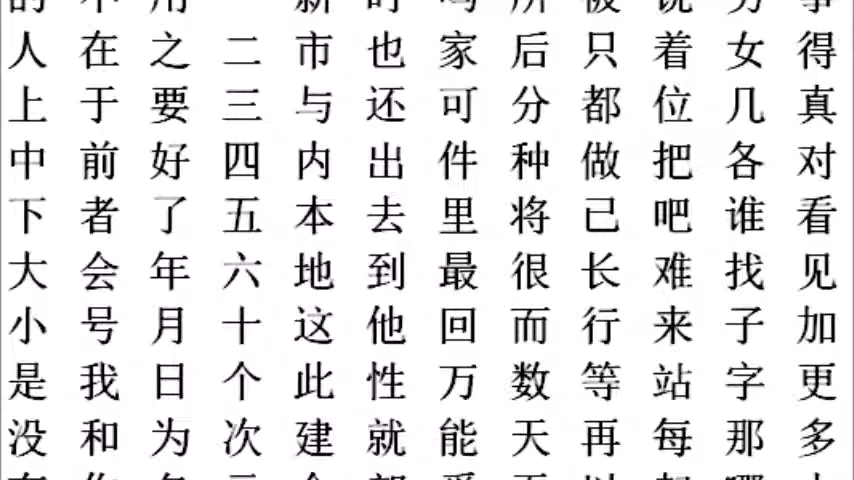 人 在 之 二 市 也 家 后 只 着 女 得
上 于 要 三 与 还 可 分 都 位 几 真
中 前 好 四 内 出 件 种 做 把 各 对
下 者 了 五 本 去 里 将 已 吧 谁 看
大 会 年 六 地 到 最 很 长 难 找 见
小 号 月 十 这 他 回 而 行 来 子 加
是 我 日 个 此 性 万 数 等 站 字 更
没 和 为 次 建 就 能 天 再 每 那 多